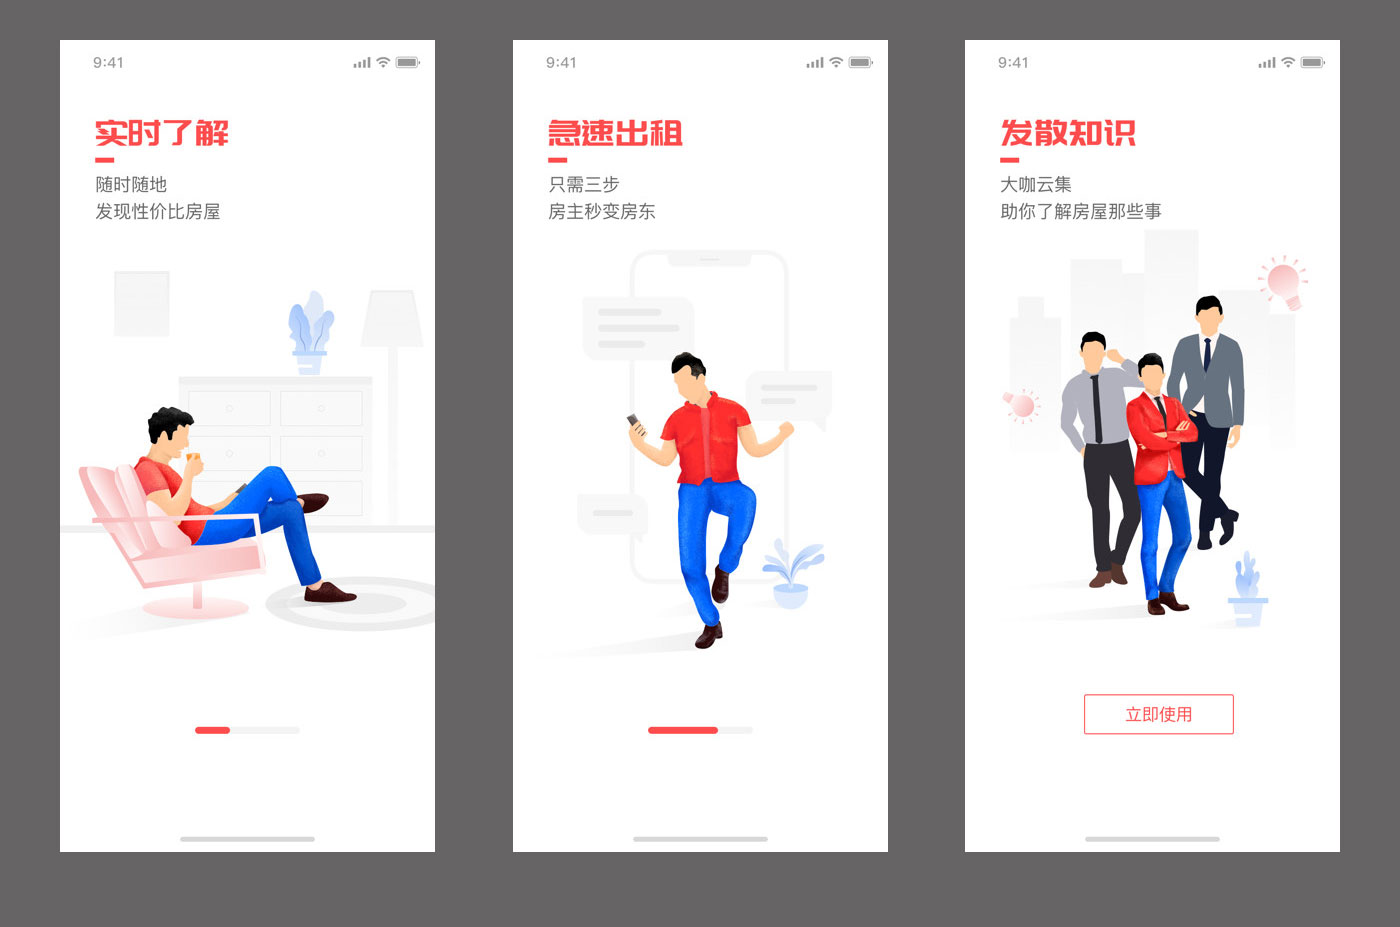 9:41
实时了解
随时随地
发现性价比房屋
9:41
急速出租
只需三步
房主秒变房东
9:41
发散知识
大咖云集
助你了解房屋那些事
立即使用